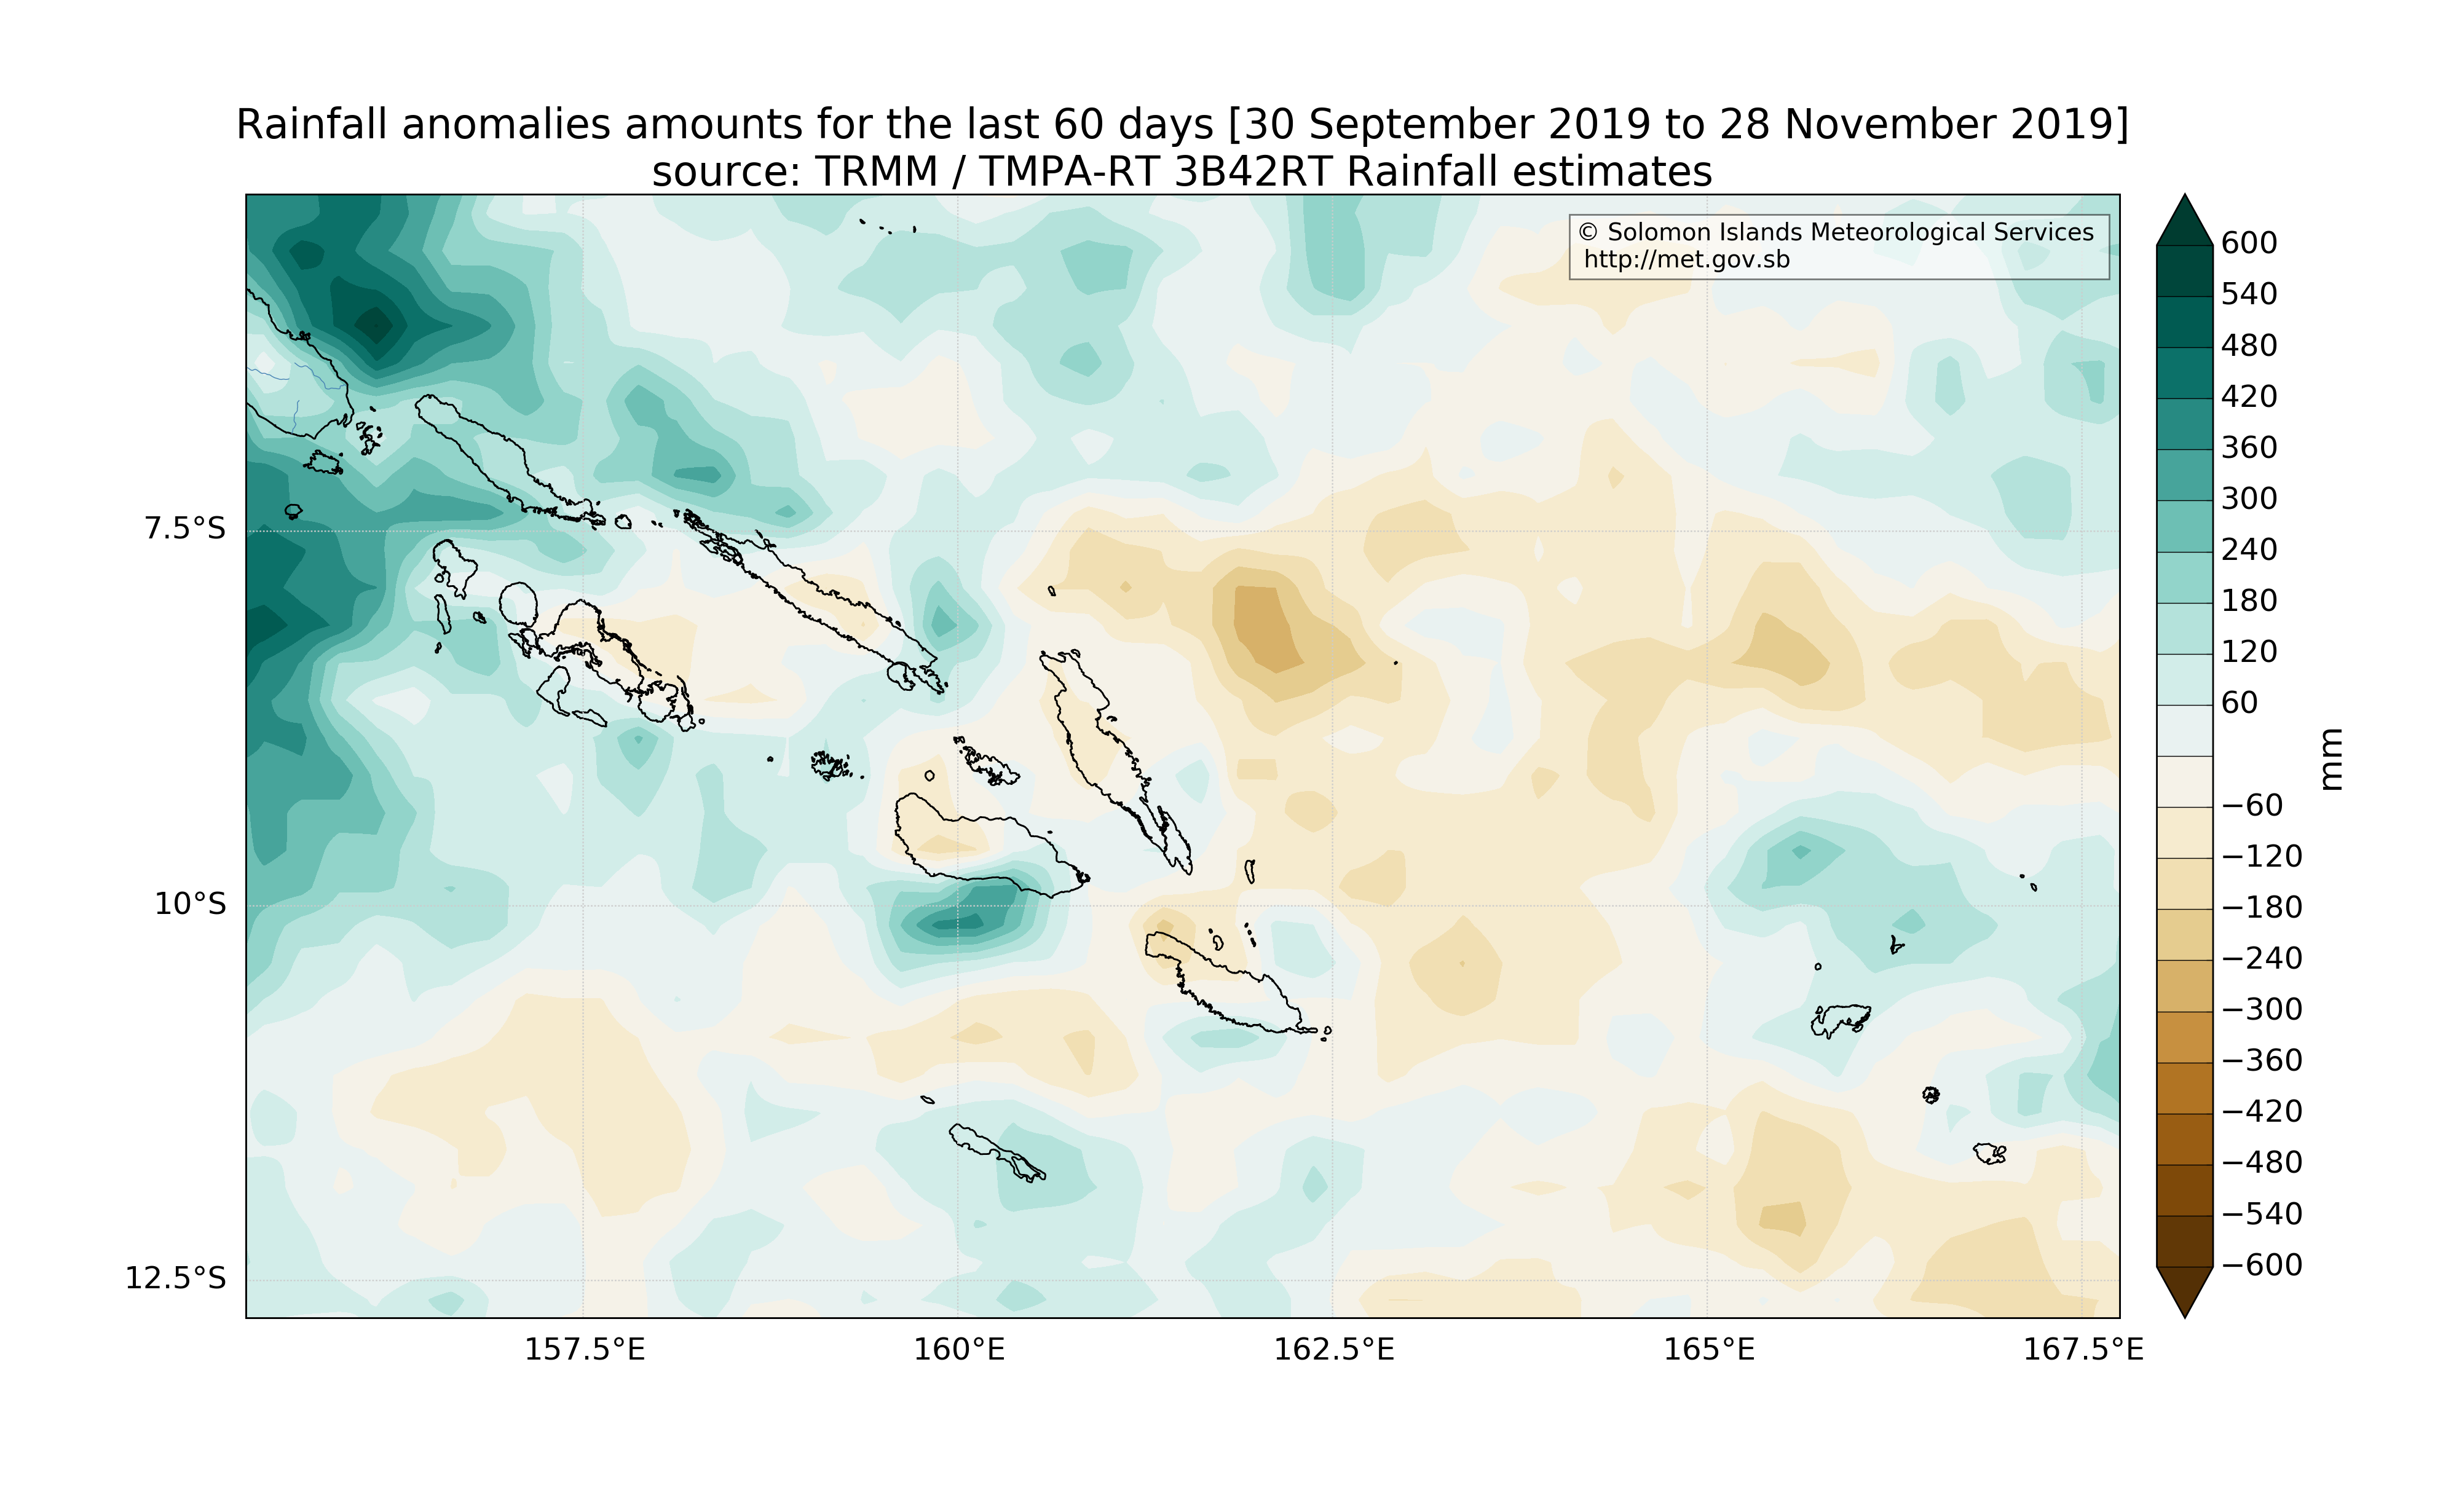 Rainfall anomalies amounts for the last 60 days [30 September 2019 to 28 November 2019]
source: TRMM / TMPA-RT 3B42RT Rainfall estimates
© Solomon Islands Meteorological Services
http://met.gov.sb
7.5°S
10°S
12.5°S
157.5°E
160°E
162.5°E
165°E
167.5°E
600
540
480
420
360
300
240
180
120
60
−60
−120
−180
−240
−300
−360
−420
−480
−540
−600
mm